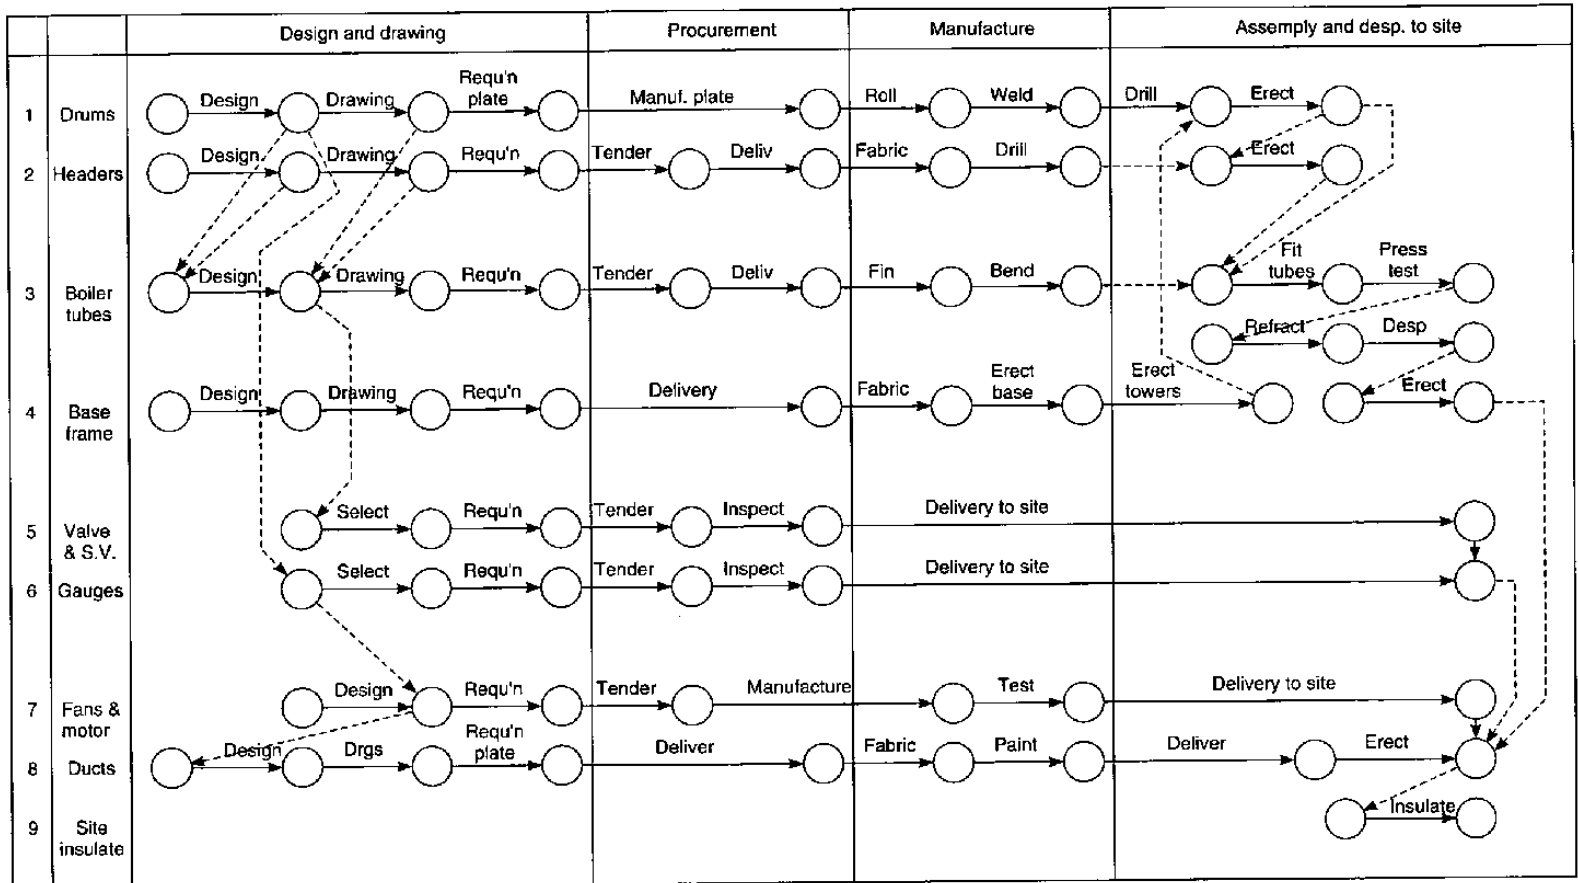 Design and drawing
Procurement
Manufacture
Assemply and desp. to site
1
Drums
Design
Drawing
Requ'n
plate
Manuf. plate
Roll
Weld
Drill
Erect
2
Headers
Design
Drawing
Requ'n
Tender
Deliv
Fabric
Drill
Erect
3
Boiler
tubes
Design
Drawing
Requ'n
Tender
Deliv
Fin
Bend
Fit
tubes
Press
test
Refract
Desp
4
Base
frame
Design
Drawing
Requ'n
Delivery
Fabric
Erect
base
Erect
towers
Erect
5
Valve
& S.V.
Select
Requ'n
Tender
Inspect
Delivery to site
6
Gauges
Select
Requ'n
Tender
Inspect
Delivery to site
7
Fans &
motor
Design
Requ'n
Tender
Manufacture
Test
Delivery to site
8
Ducts
Design
Drgs
Requ'n
plate
Deliver
Fabric
Paint
Deliver
Erect
9
Site
insulate
Insulate